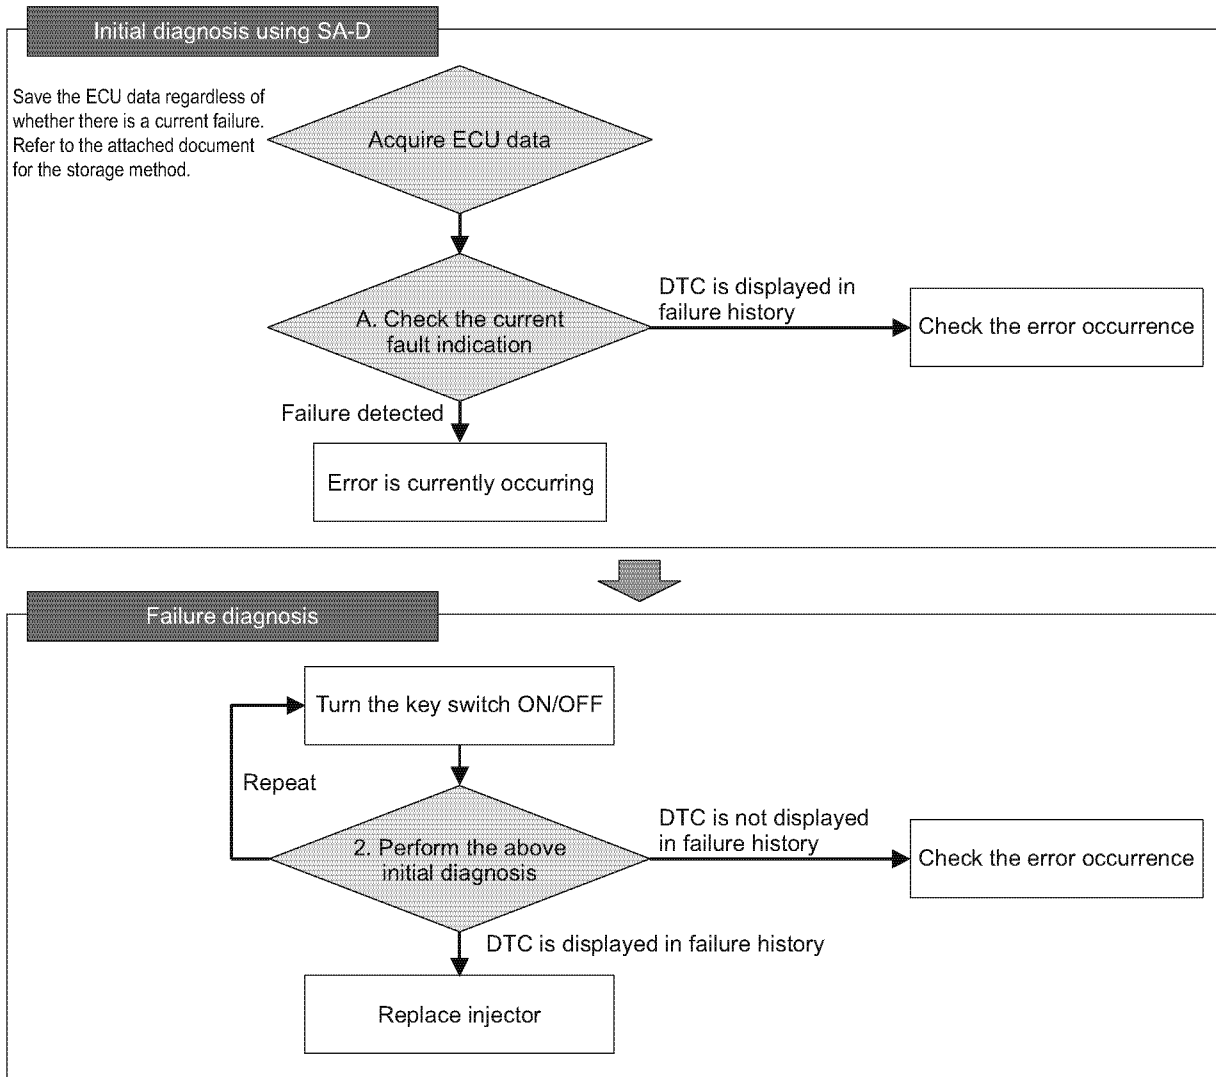 Initial diagnosis using SA-D
Save the ECU data regardless of
whether there is a current failure.
Refer to the attached document
for the storage method.
Acquire ECU data
A. Check the current
fault indication
DTC is displayed in
failure history
Check the error occurrence
Failure detected
Error is currently occurring
Failure diagnosis
Turn the key switch ON/OFF
Repeat
2. Perform the above
initial diagnosis
DTC is not displayed
in failure history
Check the error occurrence
DTC is displayed in failure history
Replace injector